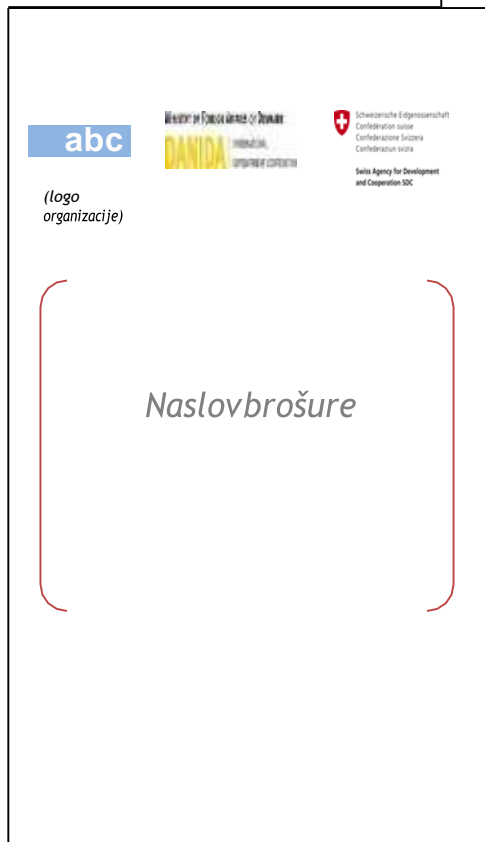 abc
(logo
organizacije)
MINISTRY OF FOREIGN AFFAIRS OF DENMARK
DANIDA
INTERNATIONAL
DEVELOPMENT COOPERATION
Schweizerische Eidgenossenschaft
Confédération suisse
Confederazione Svizzera
Confederaziun svizra
Swiss Agency for Development
and Cooperation SDC
Naslovbrošure